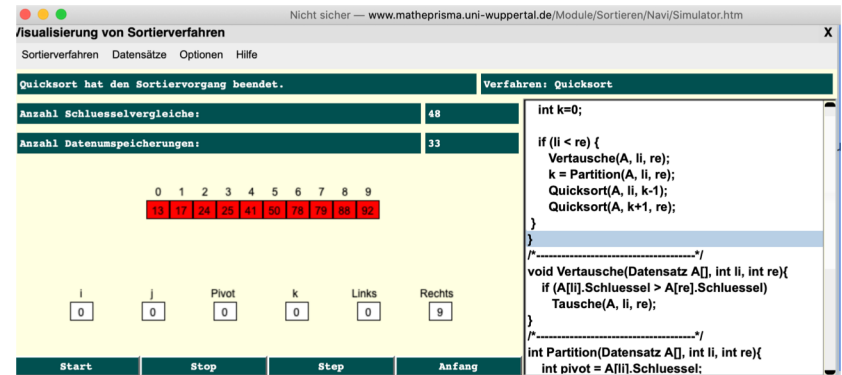 Nicht sicher — www.matheprisma.uni-wuppertal.de/Module/Sortieren/Navi/Simulator.htm
Visualisierung von Sortierverfahren X
Sortierverfahren Datensätze Optionen Hilfe
Quicksort hat den Sortiervorgang beendet. Verfahren: Quicksort
Anzahl Schluesselvergleiche: 48
Anzahl Datenumspeicherungen: 33
0 1 2 3 4 5 6 7 8 9
13 17 24 25 41 50 78 79 88 92
i j Pivot k Links Rechts
0 0 0 0 0 9
Start Stop Step Anfang
int k=0;
if (li < re) {
Vertausche(A, li, re);
k = Partition(A, li, re);
Quicksort(A, li, k-1);
Quicksort(A, k+1, re);
}
}
/*--------------------------------------*/
void Vertausche(Datensatz A[], int li, int re){
if (A[li].Schluessel > A[re].Schluessel)
Tausche(A, li, re);
}
/*--------------------------------------*/
int Partition(Datensatz A[], int li, int re){
int pivot = A[li].Schluessel;